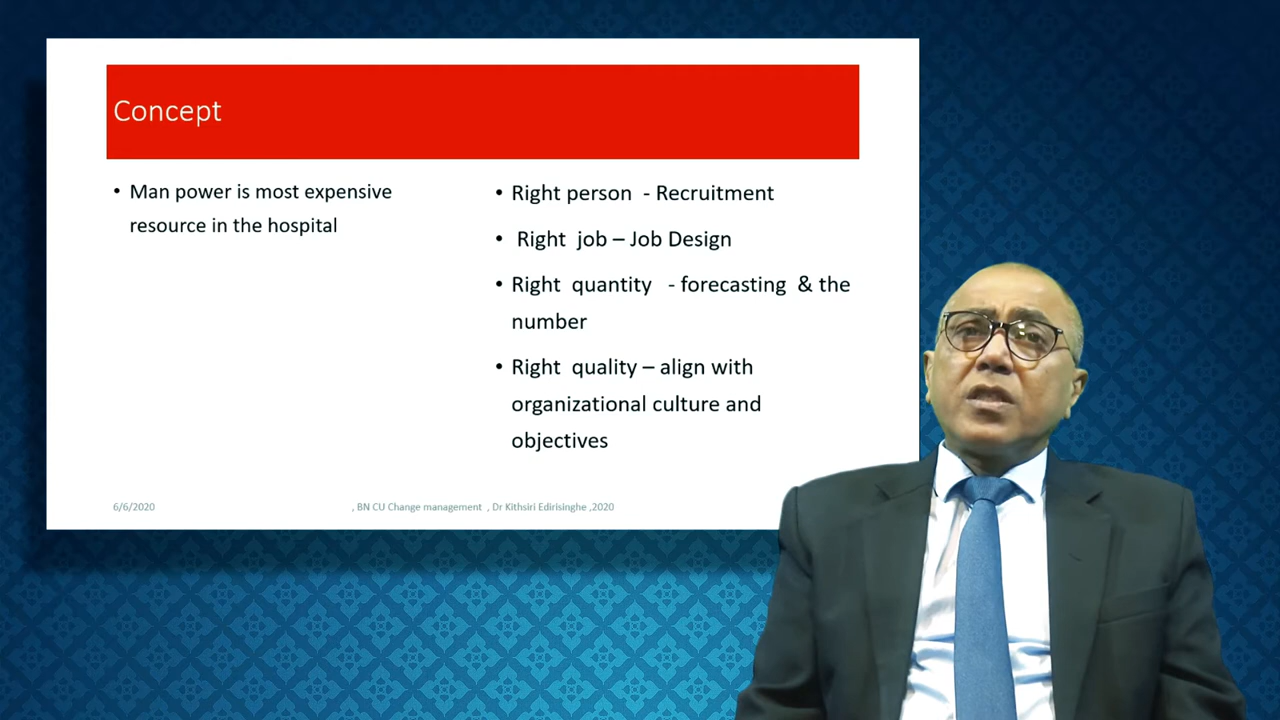 Concept
• Man power is most expensive
resource in the hospital
• Right person - Recruitment
• Right job – Job Design
• Right quantity - forecasting & the
number
• Right quality – align with
organizational culture and
objectives
6/6/2020
, BN CU Change management , Dr Kithsiri Edirisinghe ,2020